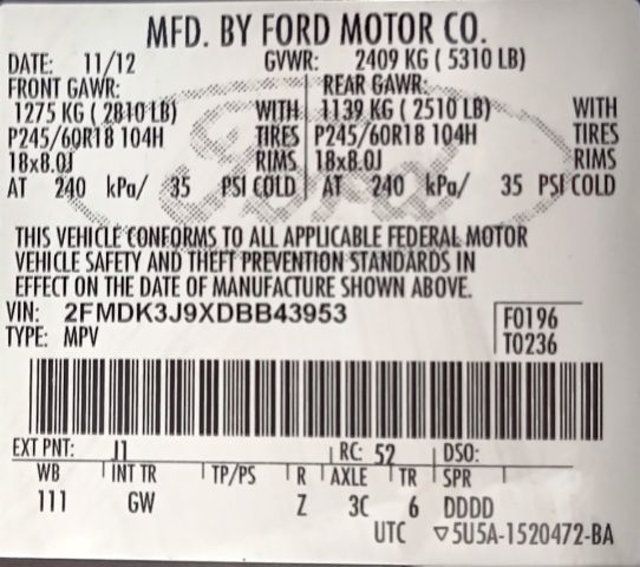 MFD. BY FORD MOTOR CO.
DATE: 11/12 GVWR: 2409 KG ( 5310 LB)
FRONT GAWR: REAR GAWR:
1275 KG ( 2810 LB) WITH 1139 KG ( 2510 LB) WITH
P245/60R18 104H TIRES P245/60R18 104H TIRES
18x8.0J RIMS 18x8.0J RIMS
AT 240 kPa/ 35 PSI COLD AT 240 kPa/ 35 PSI COLD
Ford
THIS VEHICLE CONFORMS TO ALL APPLICABLE FEDERAL MOTOR
VEHICLE SAFETY AND THEFT PREVENTION STANDARDS IN
EFFECT ON THE DATE OF MANUFACTURE SHOWN ABOVE.
VIN: 2FMDK3J9XDBB43953 F0196
TYPE: MPV T0236
EXT PNT: J1 RC: 52 DSO:
WB INT TR TP/PS R AXLE TR SPR
111 GW Z 3C 6 DDDD
UTC ▽5U5A-1520472-BA